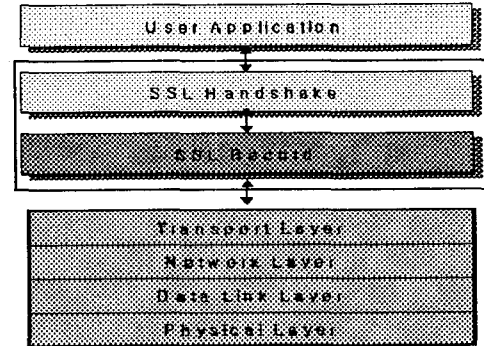 User Application
SSL Handshake
SSL Record
Transport Layer
Network Layer
Data Link Layer
Physical Layer